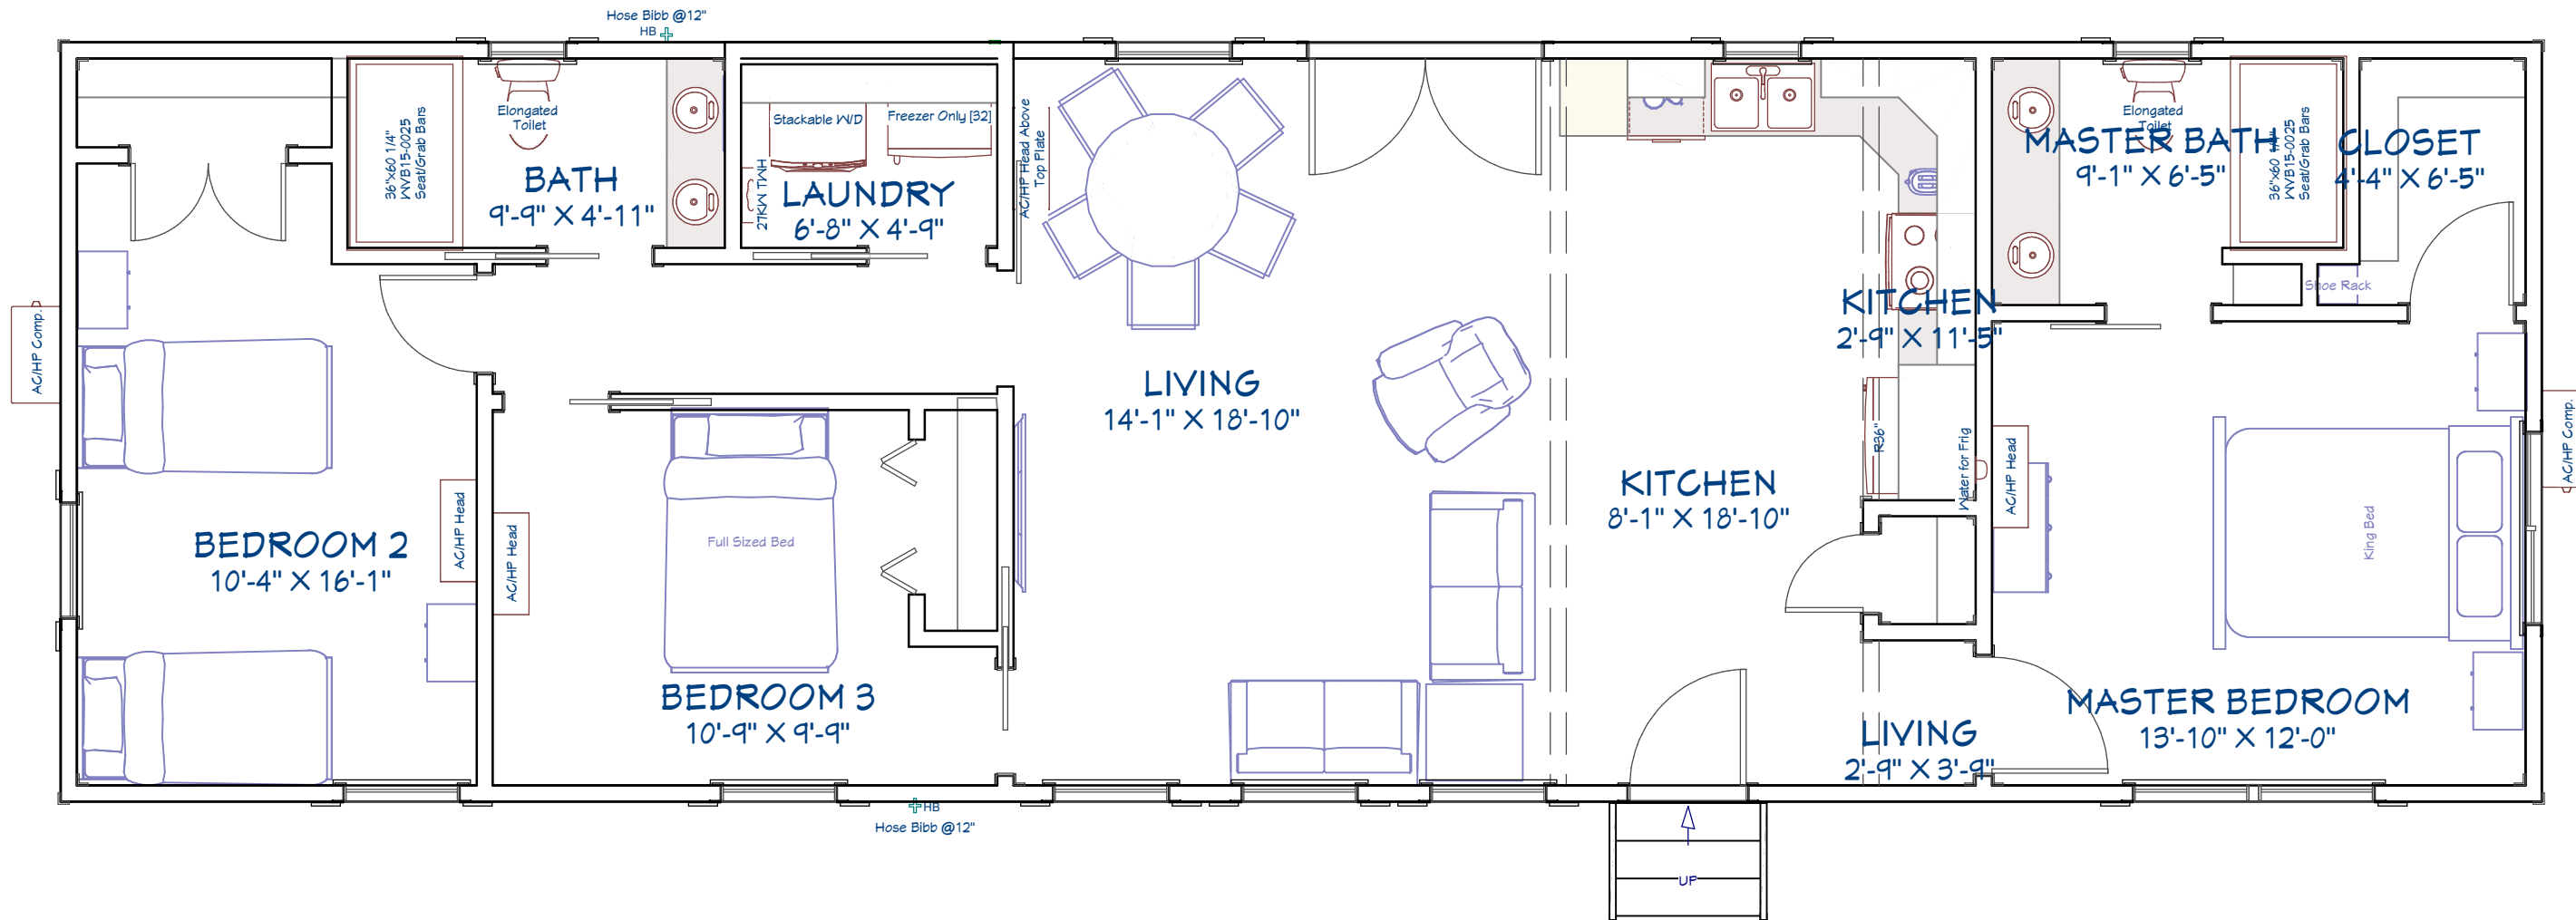 Hose Bibb @12"
HB
36"x60 1/4"
WVB15-0025
Seat/Grab Bars
Elongated
Toilet
BATH
9'-9" X 4'-11"
Stackable W/D
Freezer Only [32]
27KW TWH
LAUNDRY
6'-8" X 4'-9"
AC/HP Head Above
Top Plate
Elongated
Toilet
MASTER BATH
9'-1" X 6'-5"
36"x60 1/4"
WVB15-0025
Seat/Grab Bars
CLOSET
4'-4" X 6'-5"
Shoe Rack
KITCHEN
2'-9" X 11'-5"
AC/HP Comp.
LIVING
14'-1" X 18'-10"
R36"
Water for Frig
AC/HP Head
AC/HP Comp.
KITCHEN
8'-1" X 18'-10"
BEDROOM 2
10'-4" X 16'-1"
AC/HP Head
AC/HP Head
Full Sized Bed
King Bed
BEDROOM 3
10'-9" X 9'-9"
LIVING
2'-9" X 3'-9"
MASTER BEDROOM
13'-10" X 12'-0"
HB
Hose Bibb @12"
UP